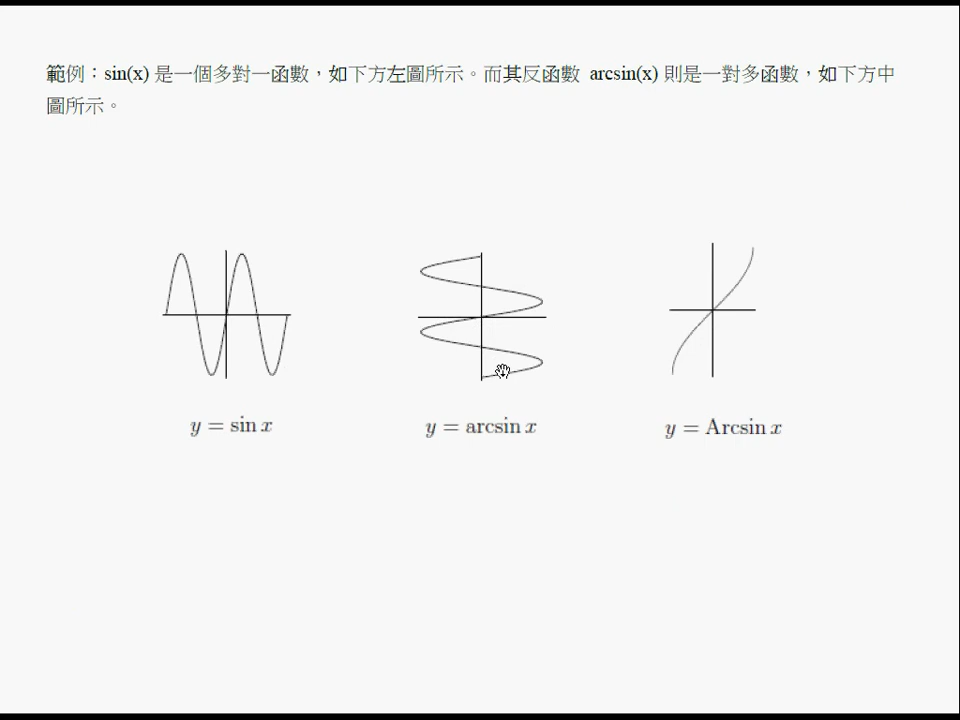 範例：sin(x) 是一個多對一函數，如下方左圖所示。而其反函數 arcsin(x) 則是一對多函數，如下方中
圖所示。
y = sin x
y = arcsin x
y = Arcsin x